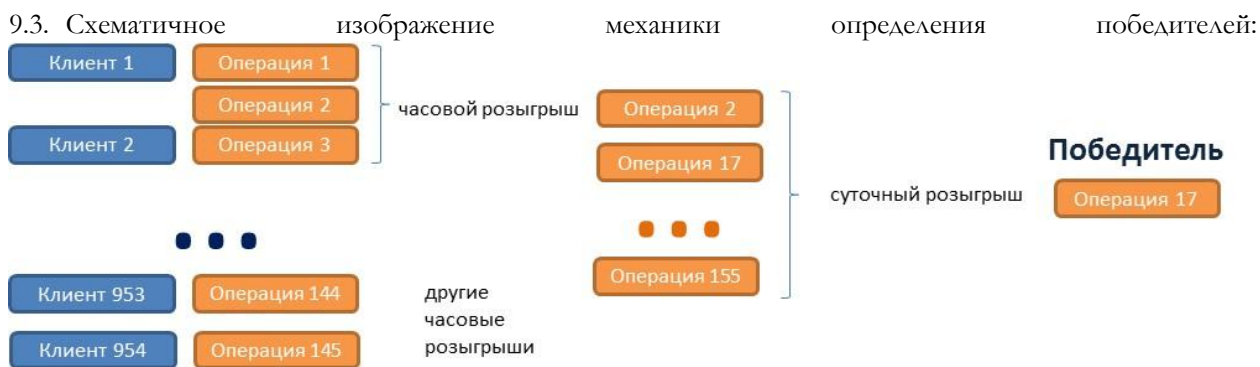 9.3. Схематичное изображение механики определения победителей:
Клиент 1
Операция 1
Операция 2
Клиент 2
Операция 3
часовой розыгрыш
Операция 2
Операция 17
Операция 155
суточный розыгрыш
Победитель
Операция 17
Клиент 953
Операция 144
Клиент 954
Операция 145
другие
часовые
розыгрыши